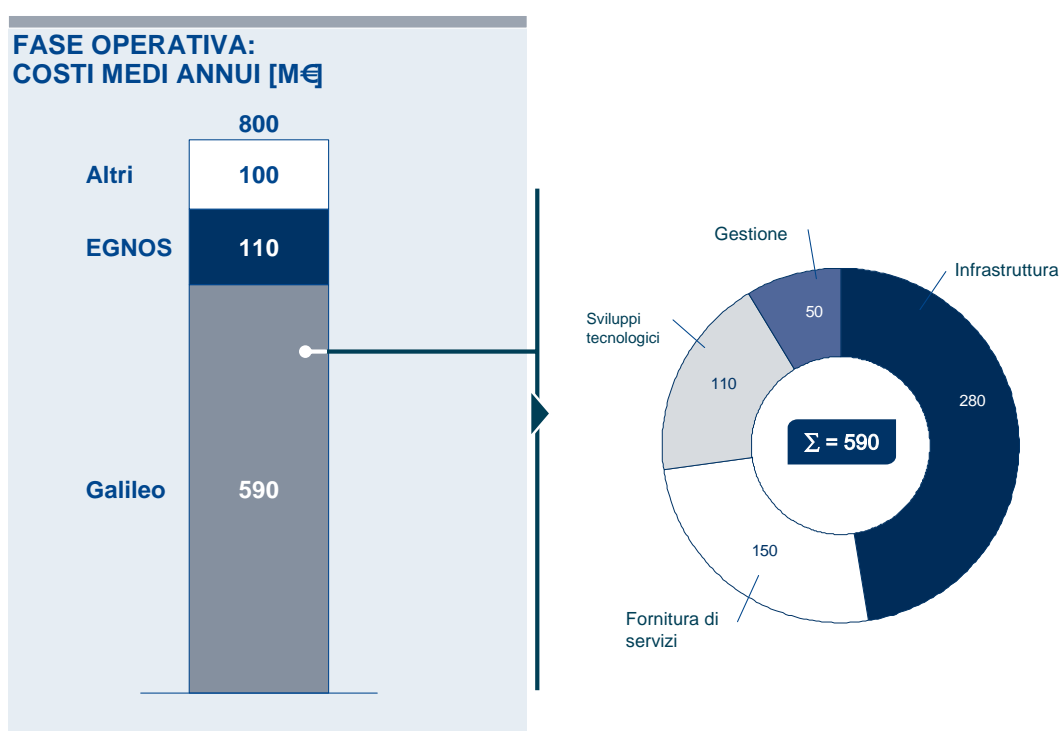 FASE OPERATIVA:
COSTI MEDI ANNUI [M€]
800
Altri
100
EGNOS
110
Galileo
590
Gestione
Infrastruttura
Sviluppi
tecnologici
50
110
280
Σ = 590
150
Fornitura di
servizi